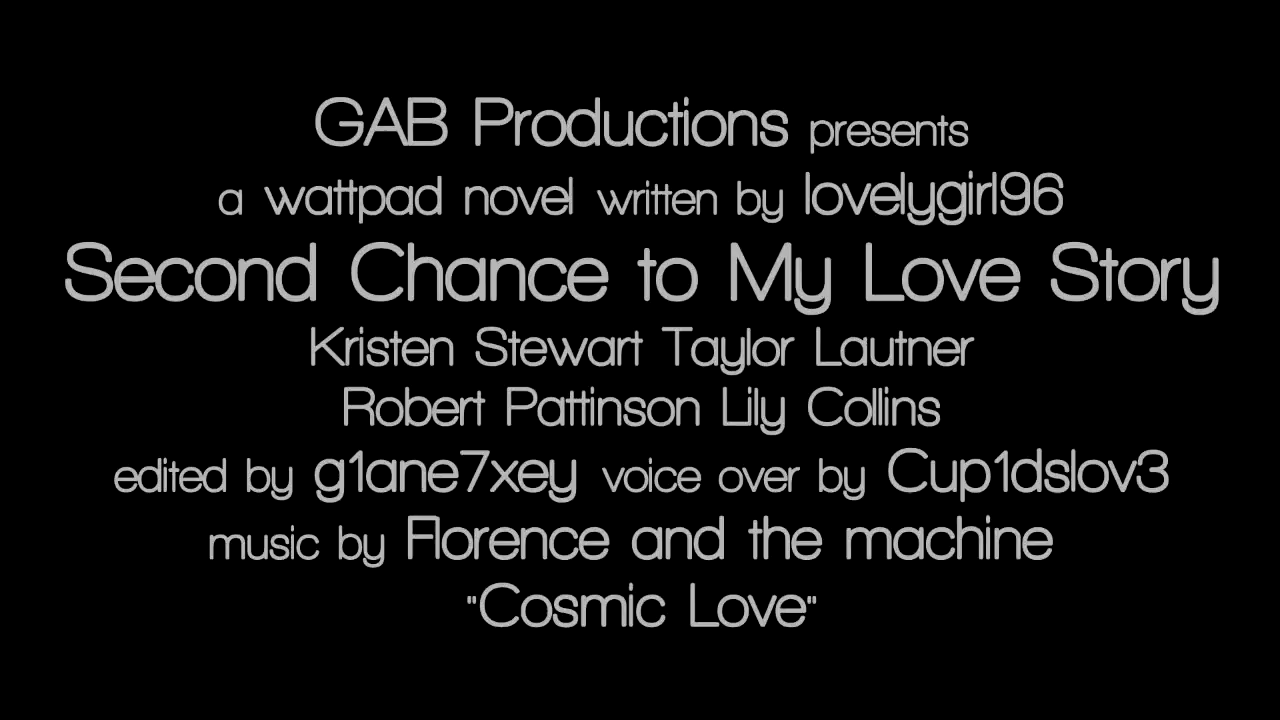 GAB Productions presents
a wattpad novel written by lovelygirl96
Second Chance to My Love Story
Kristen Stewart Taylor Lautner
Robert Pattinson Lily Collins
edited by g1ane7xey voice over by Cup1dslov3
music by Florence and the machine
"Cosmic Love"